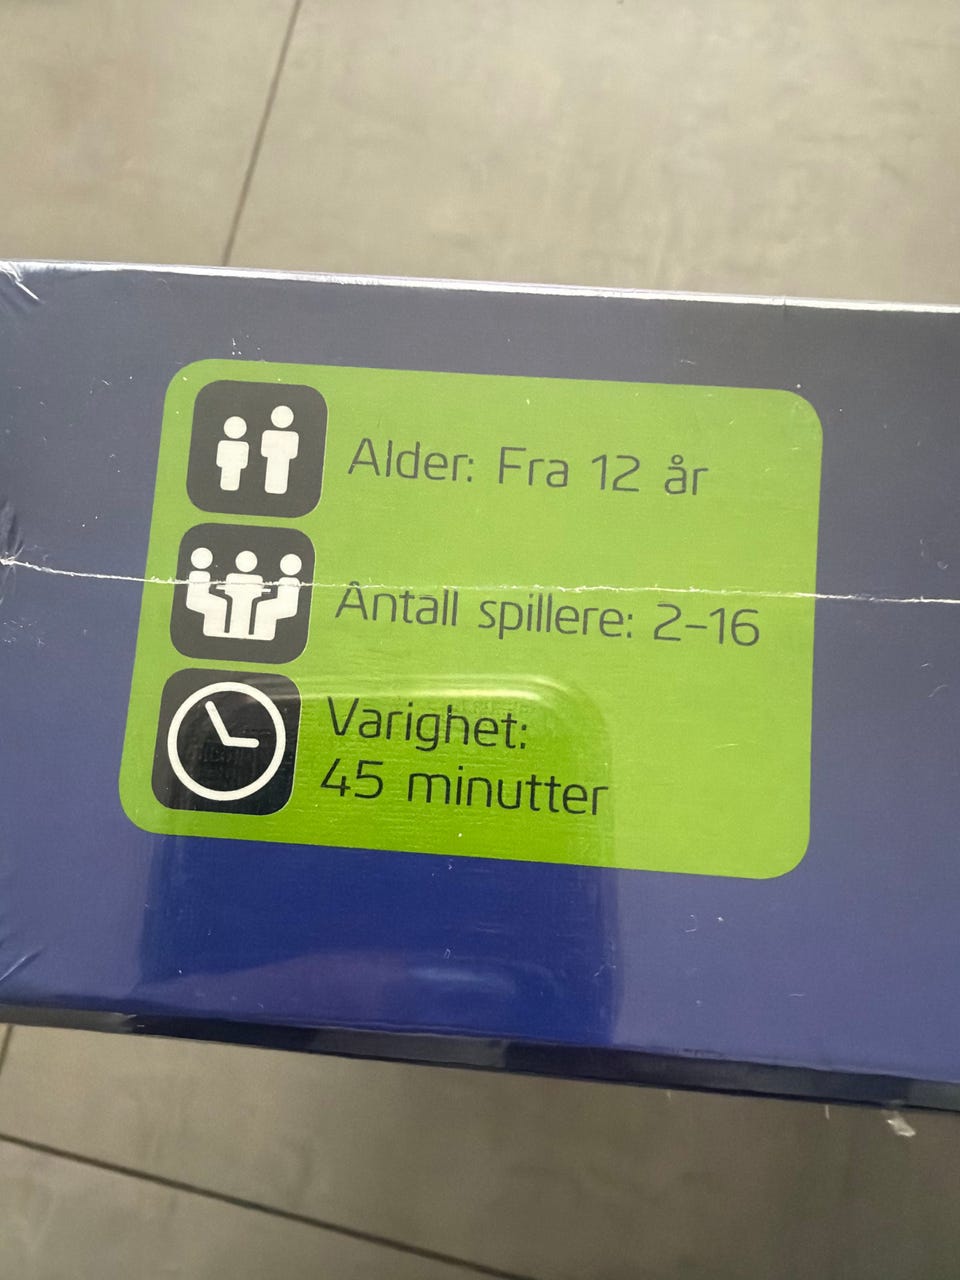 Alder: Fra 12 år
Antall spillere: 2-16
Varighet:
45 minutter